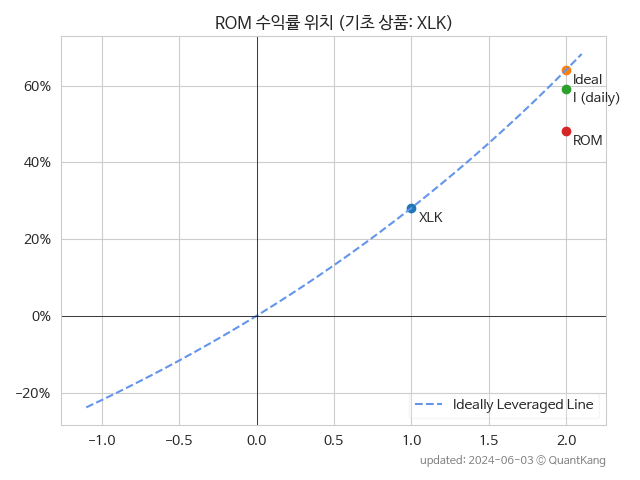 ROM 수익률 위치 (기초 상품: XLK)
60%
40%
20%
0%
−20%
Ideal
I (daily)
ROM
XLK
Ideally Leveraged Line
−1.0 −0.5 0.0 0.5 1.0 1.5 2.0
updated: 2024-06-03 © QuantKang